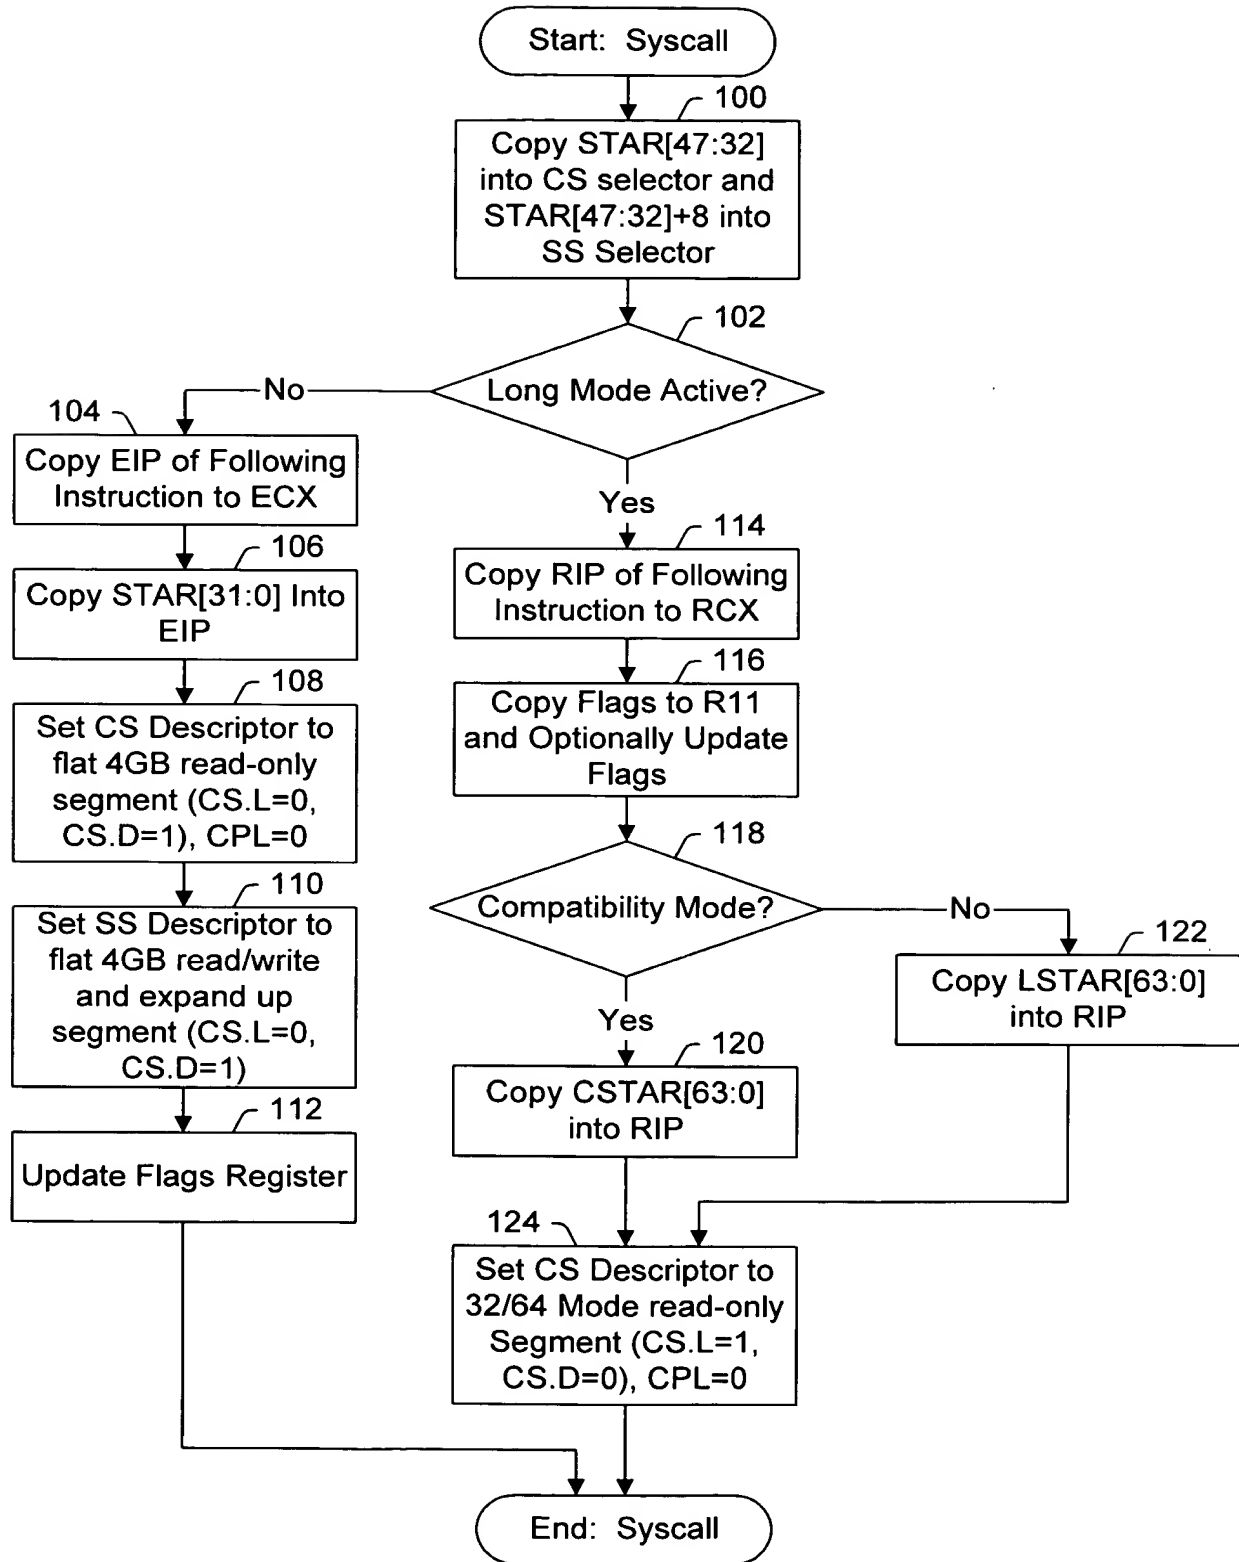 Start: Syscall
100
Copy STAR[47:32]
into CS selector and
STAR[47:32]+8 into
SS Selector
102
Long Mode Active?
No
104
Copy EIP of Following
Instruction to ECX
106
Copy STAR[31:0] Into
EIP
108
Set CS Descriptor to
flat 4GB read-only
segment (CS.L=0,
CS.D=1), CPL=0
110
Set SS Descriptor to
flat 4GB read/write
and expand up
segment (CS.L=0,
CS.D=1)
112
Update Flags Register
Yes
114
Copy RIP of Following
Instruction to RCX
116
Copy Flags to R11
and Optionally Update
Flags
118
Compatibility Mode?
No
122
Copy LSTAR[63:0]
into RIP
Yes
120
Copy CSTAR[63:0]
into RIP
124
Set CS Descriptor to
32/64 Mode read-only
Segment (CS.L=1,
CS.D=0), CPL=0
End: Syscall